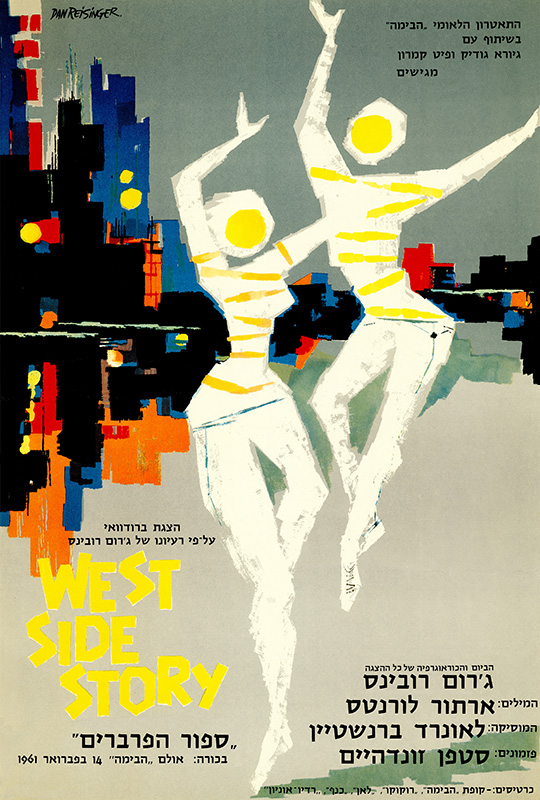 DAN REISINGER.
התאטרון הלאומי „הבימה"
בשיתוף עם
גיורא גודיק ופיט קמרון
מגישים
הצגת ברודוואי
על-פי רעיונו של ג'רום רובינס
WEST
SIDE
STORY
„ספור הפרברים"
בכורה: אולם „הבימה" 14 בפברואר 1961
הביום והכוראוגרפיה של כל ההצגה
ג'רום רובינס
המילים: ארתור לורנטס
המוסיקה: לאונרד ברנשטיין
פזמונים: סטפן זונדהיים
כרטיסים:- קופת „הבימה", „רוקוקו", „לאן", „כנף", „רדיו־אוניון"